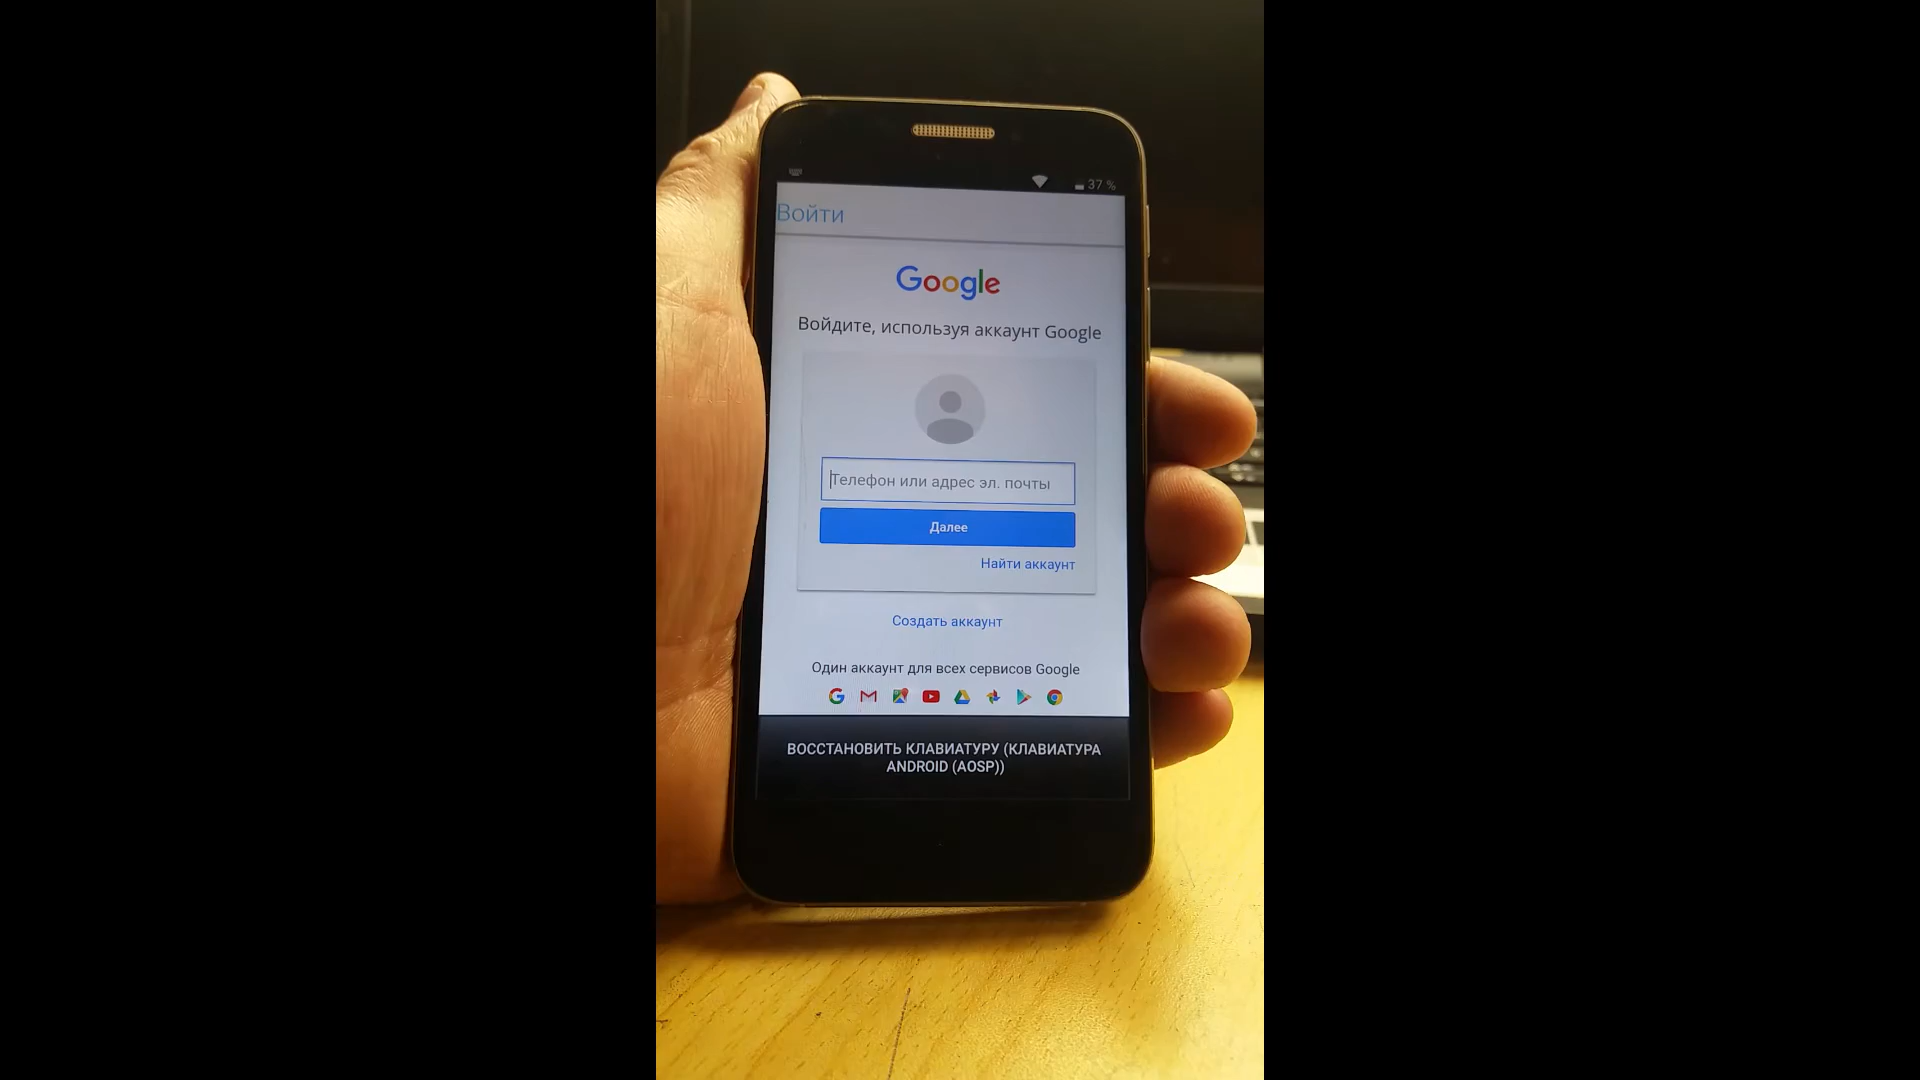 37 %
Войти
Google
Войдите, используя аккаунт Google
Телефон или адрес эл. почты
Далее
Найти аккаунт
Создать аккаунт
Один аккаунт для всех сервисов Google
ВОССТАНОВИТЬ КЛАВИАТУРУ (КЛАВИАТУРА
ANDROID (AOSP))